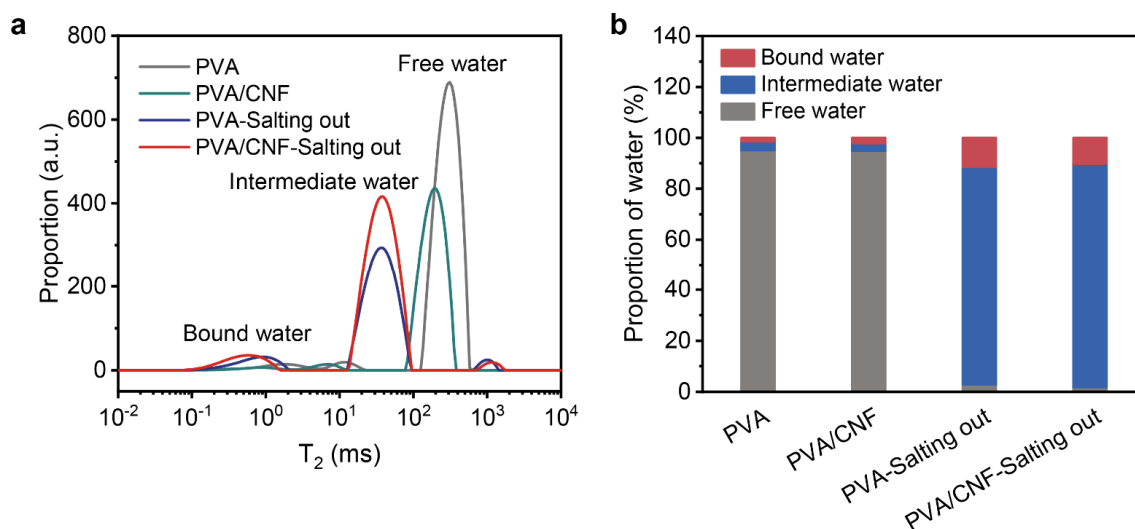 a
800
600
400
200
0
Proportion (a.u.)
PVA
PVA/CNF
PVA-Salting out
PVA/CNF-Salting out
Free water
Intermediate water
Bound water
10-2
10-1
100
101
102
103
104
T2 (ms)
b
140
120
100
80
60
40
20
0
Proportion of water (%)
Bound water
Intermediate water
Free water
PVA
PVA/CNF
PVA-Salting out
PVA/CNF-Salting out